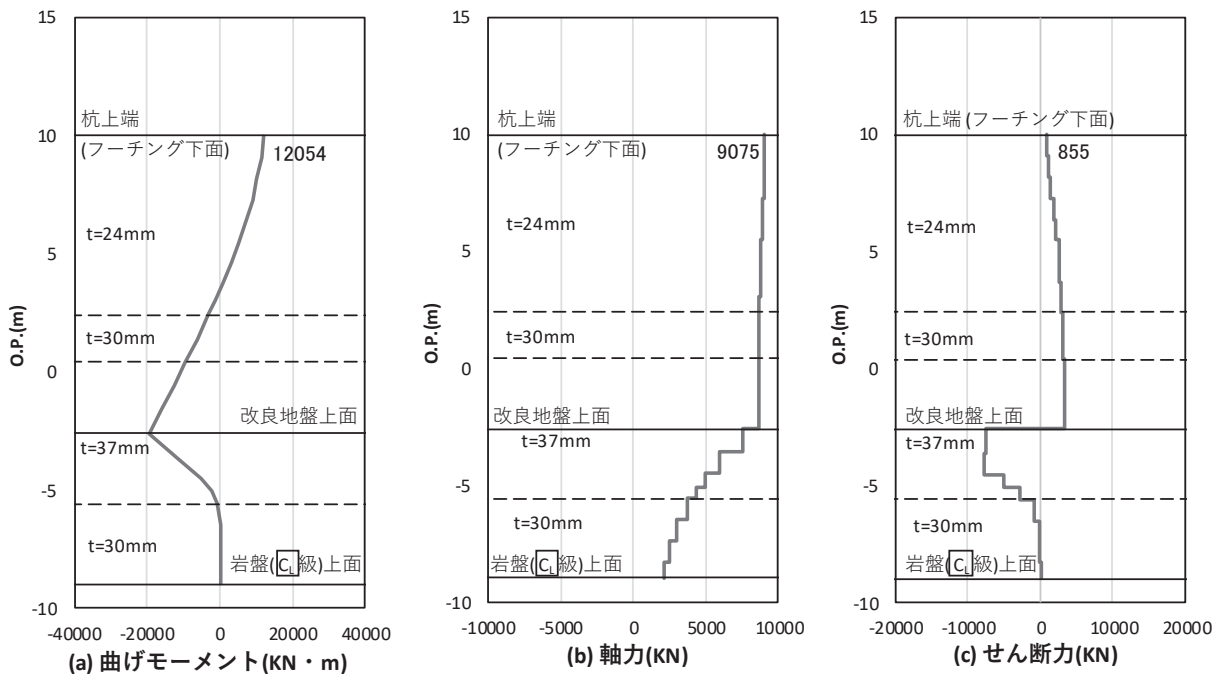 15
10
5
0
-5
-10
O.P.(m)
杭上端
(フーチング下面)
12054
t=24mm
t=30mm
改良地盤上面
t=37mm
t=30mm
岩盤(CL級)上面
-40000 -20000 0 20000 40000
(a) 曲げモーメント(KN・m)
15
10
5
0
-5
-10
O.P.(m)
杭上端
(フーチング下面)
9075
t=24mm
t=30mm
改良地盤上面
t=37mm
t=30mm
岩盤(CL級)上面
-10000 -5000 0 5000 10000
(b) 軸力(KN)
15
10
5
0
-5
-10
O.P.(m)
杭上端 (フーチング下面)
855
t=24mm
t=30mm
改良地盤上面
t=37mm
t=30mm
岩盤(CL級)上面
-20000 -10000 0 10000 20000
(c) せん断力(KN)